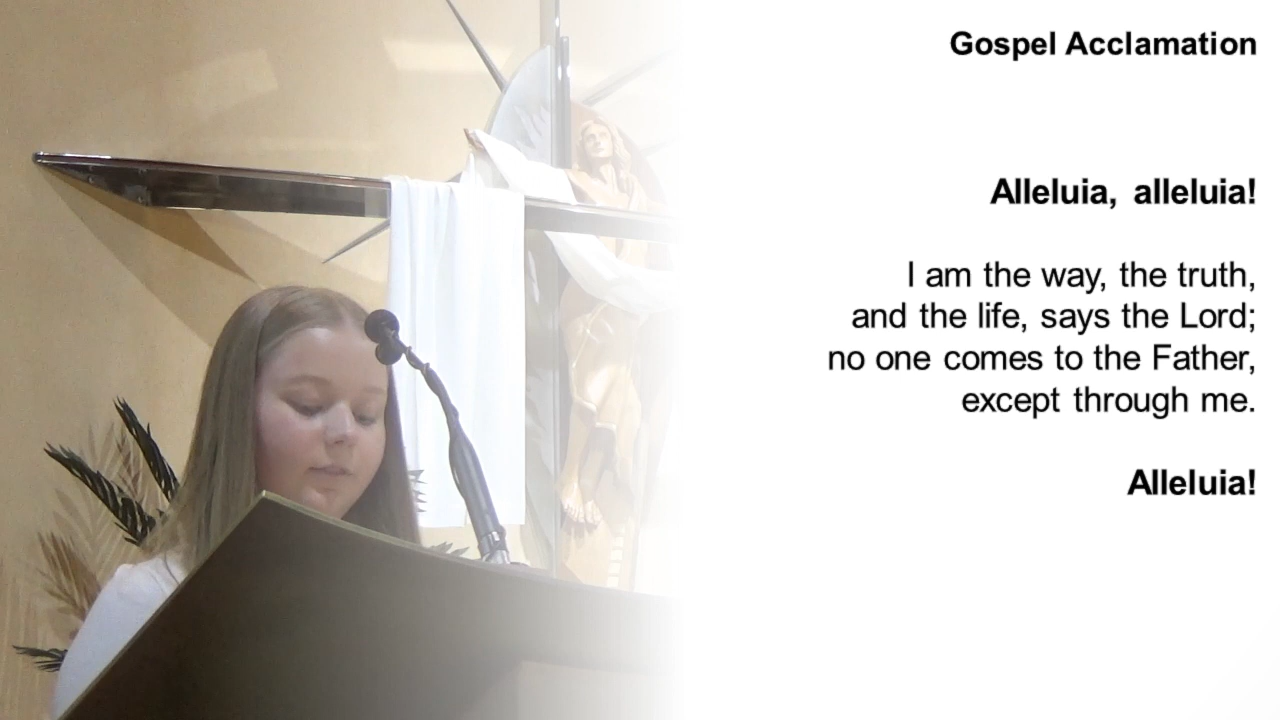 Gospel Acclamation
Alleluia, alleluia!
I am the way, the truth,
and the life, says the Lord;
no one comes to the Father,
except through me.
Alleluia!